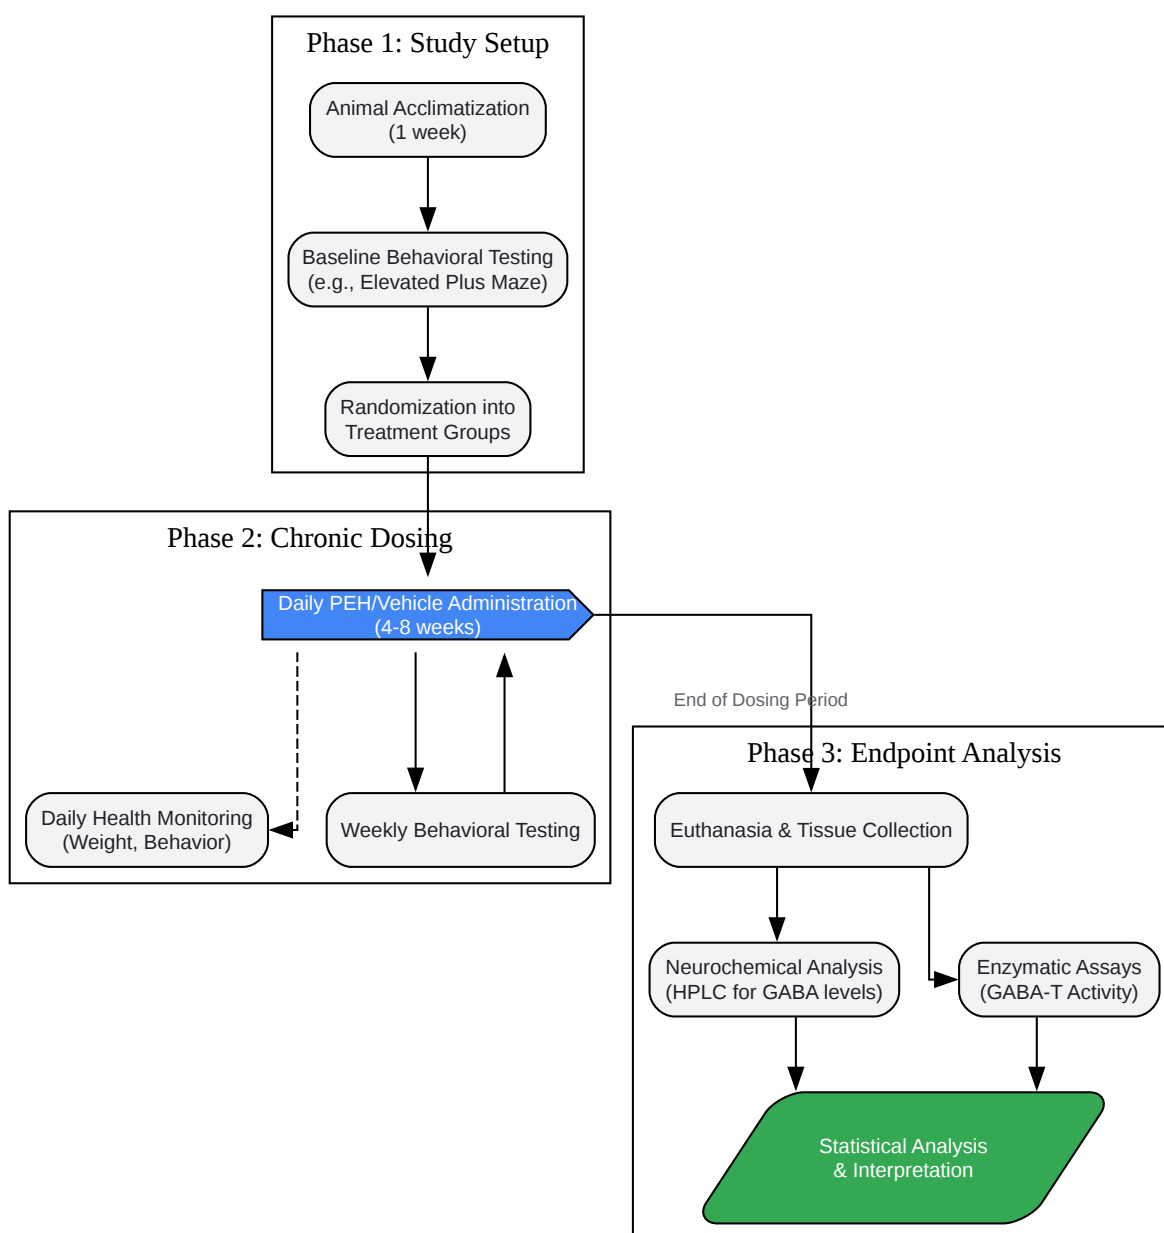 Phase 1: Study Setup
Animal Acclimatization
(1 week)
Baseline Behavioral Testing
(e.g., Elevated Plus Maze)
Randomization into
Treatment Groups
Phase 2: Chronic Dosing
Daily PEH/Vehicle Administration
(4-8 weeks)
Daily Health Monitoring
(Weight, Behavior)
Weekly Behavioral Testing
End of Dosing Period
Phase 3: Endpoint Analysis
Euthanasia & Tissue Collection
Neurochemical Analysis
(HPLC for GABA levels)
Enzymatic Assays
(GABA-T Activity)
Statistical Analysis
& Interpretation